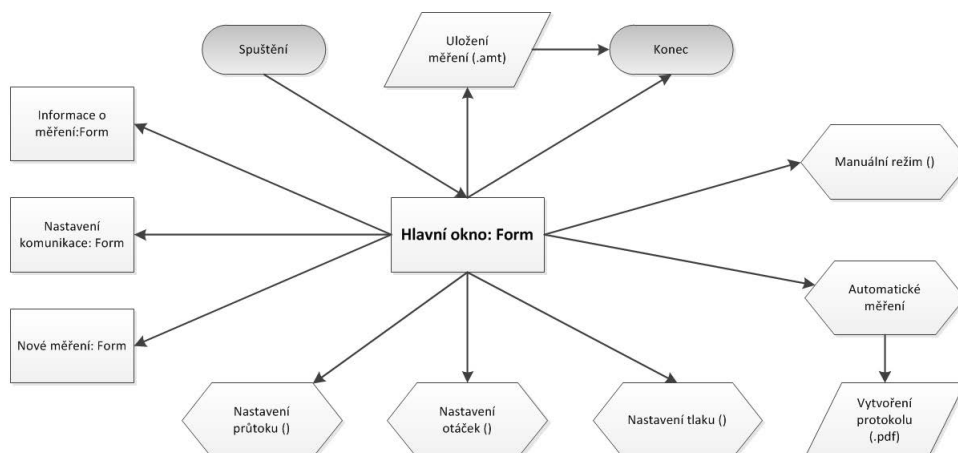 Spuštění
Uložení
měření (.amt)
Konec
Informace o
měření:Form
Manuální režim ()
Nastavení
komunikace: Form
Hlavní okno: Form
Automatické
měření
Nové měření: Form
Nastavení
průtoku ()
Nastavení
otáček ()
Nastavení tlaku ()
Vytvoření
protokolu
(.pdf)